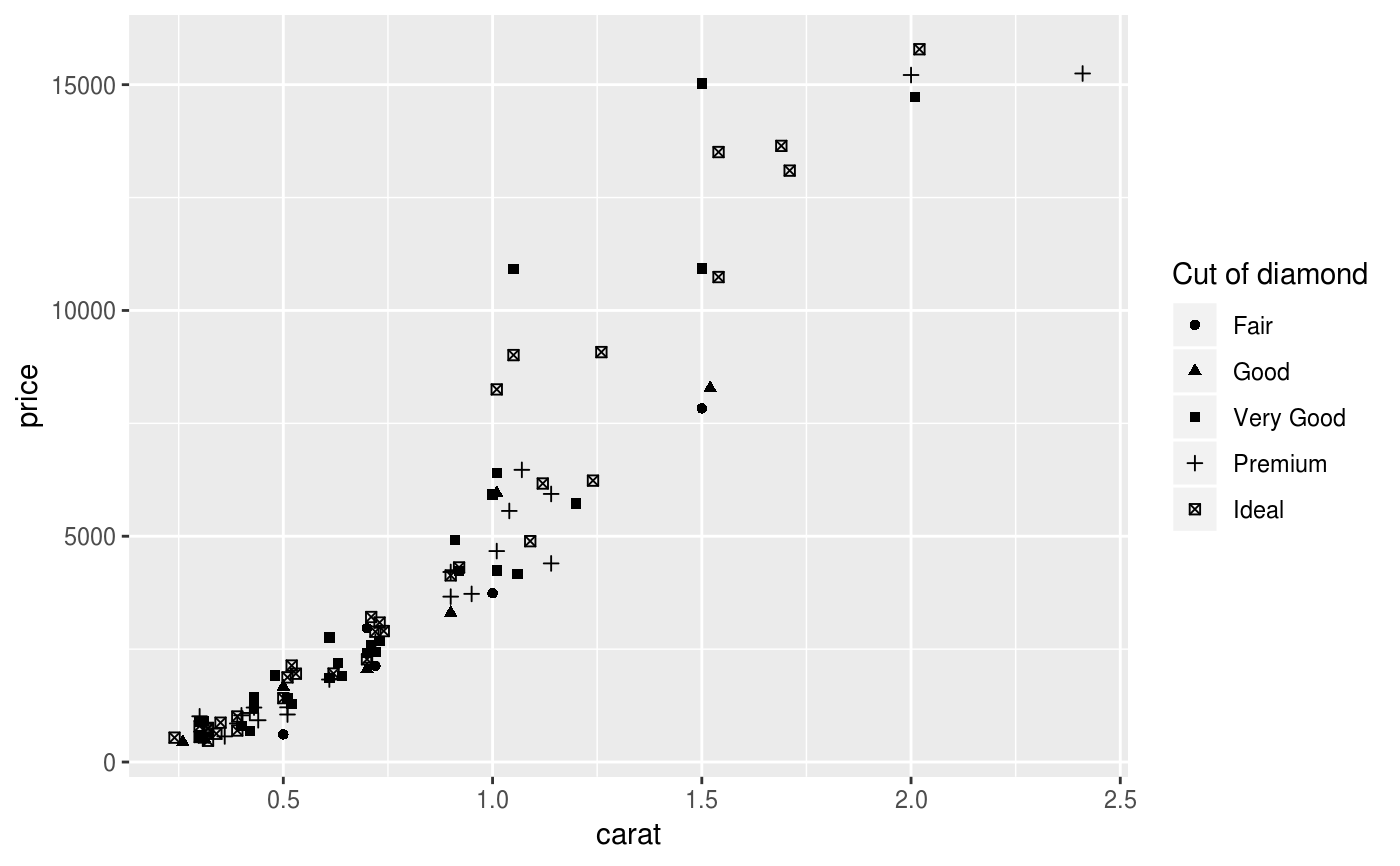 15000
10000
5000
0
price
0.5
1.0
1.5
2.0
2.5
carat
Cut of diamond
Fair
Good
Very Good
Premium
Ideal